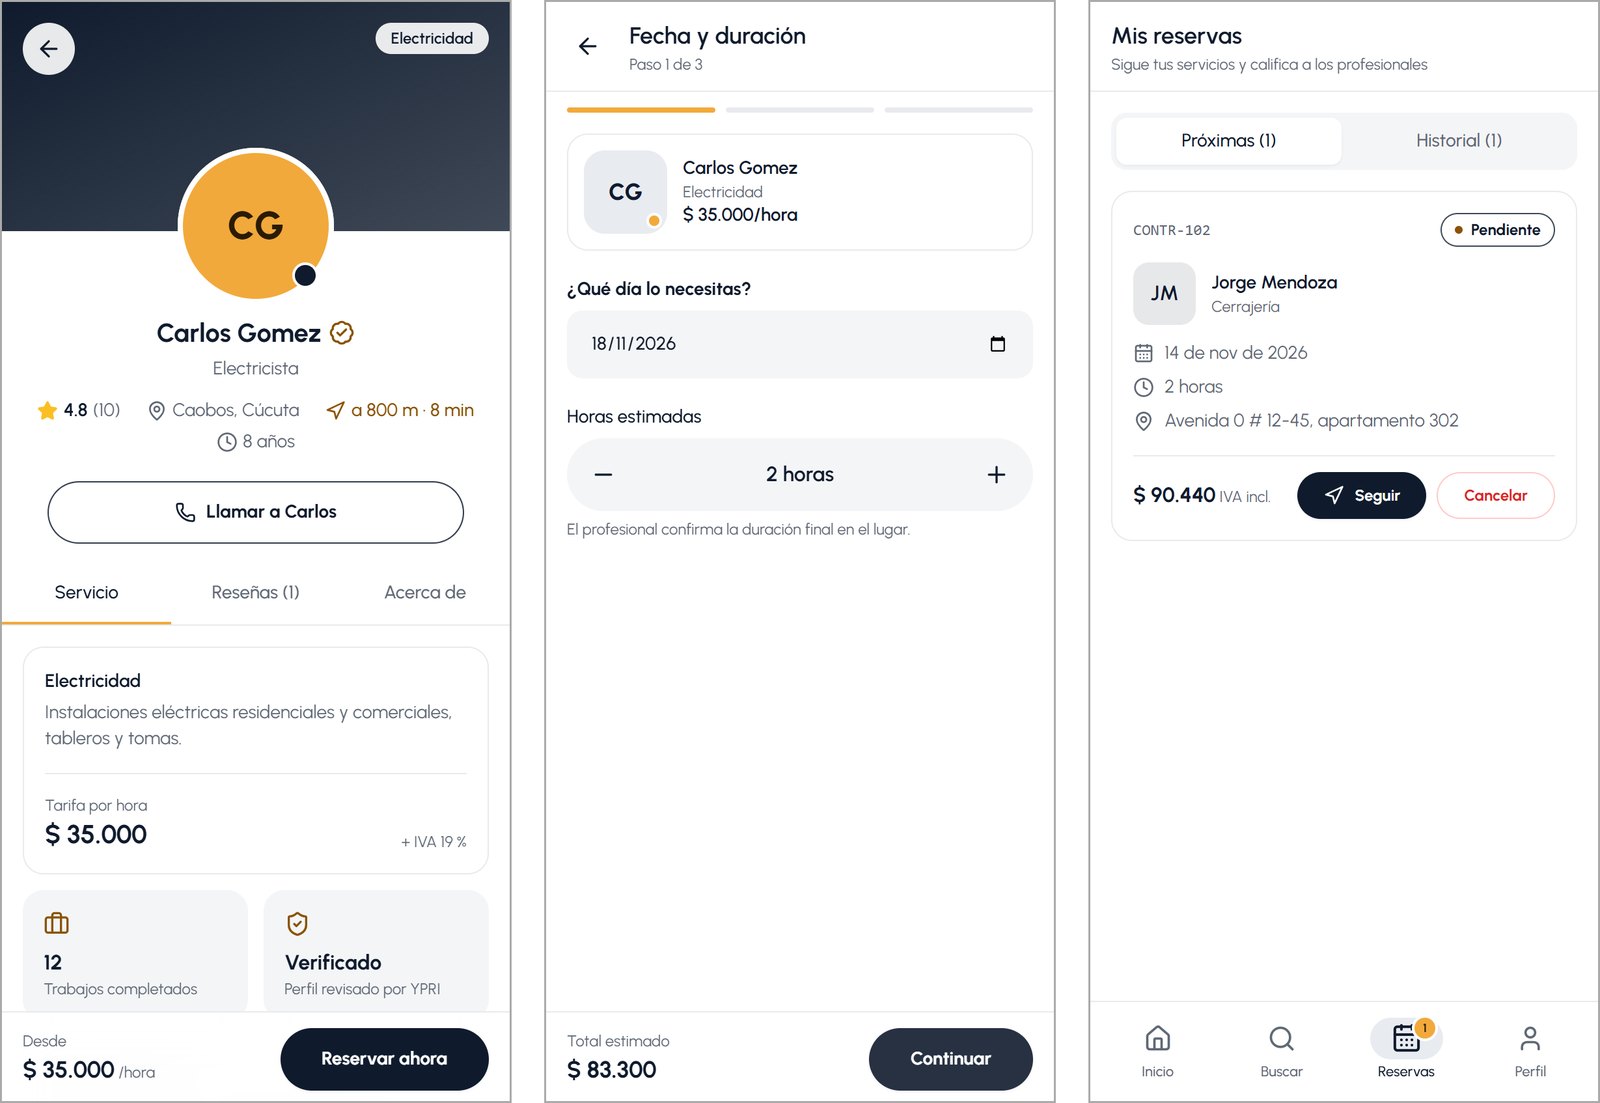 Electricidad
CG
Carlos Gomez
Electricista
4.8 (10) Caobos, Cúcuta a 800 m · 8 min
8 años
Llamar a Carlos
Servicio Reseñas (1) Acerca de
Electricidad
Instalaciones eléctricas residenciales y comerciales,
tableros y tomas.
Tarifa por hora
$ 35.000 + IVA 19 %
12
Trabajos completados
Verificado
Perfil revisado por YPRI
Desde
$ 35.000 /hora
Reservar ahora
Fecha y duración
Paso 1 de 3
CG
Carlos Gomez
Electricidad
$ 35.000/hora
¿Qué día lo necesitas?
18/11/2026
Horas estimadas
2 horas
El profesional confirma la duración final en el lugar.
Total estimado
$ 83.300
Continuar
Mis reservas
Sigue tus servicios y califica a los profesionales
Próximas (1) Historial (1)
CONTR-102 Pendiente
JM
Jorge Mendoza
Cerrajería
14 de nov de 2026
2 horas
Avenida 0 # 12-45, apartamento 302
$ 90.440 IVA incl. Seguir Cancelar
1
Inicio Buscar Reservas Perfil